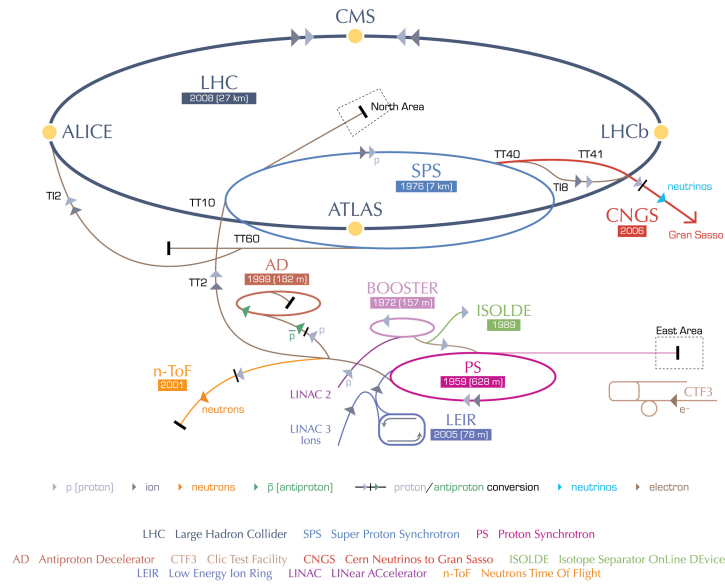 CMS
LHC
2008 (27 km)
North Area
ALICE
LHCb
TT40
TT41
SPS
1976 (7 km)
TI8
TI2
TT10
ATLAS
neutrinos
CNGS
2006
Gran Sasso
TT60
AD
1999 (182 m)
TT2
BOOSTER
1972 (157 m)
ISOLDE
1989
East Area
p
p
p̅
n-ToF
2001
PS
1959 (628 m)
neutrons
LINAC 2
p
CTF3
e-
LEIR
2005 (78 m)
LINAC 3
Ions
p [proton] ion neutrons p̅ [antiproton] proton/antiproton conversion neutrinos electron
LHC Large Hadron Collider SPS Super Proton Synchrotron PS Proton Synchrotron
AD Antiproton Decelerator CTF3 Clic Test Facility CNGS Cern Neutrinos to Gran Sasso ISOLDE Isotope Separator OnLine DEvice
LEIR Low Energy Ion Ring LINAC LINear ACcelerator n-ToF Neutrons Time Of Flight